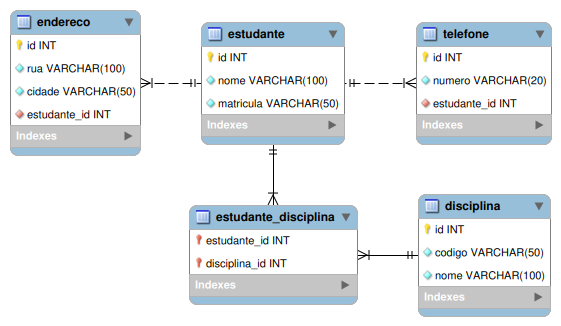 endereco
id INT
rua VARCHAR(100)
cidade VARCHAR(50)
estudante_id INT
Indexes
estudante
id INT
nome VARCHAR(100)
matricula VARCHAR(50)
Indexes
telefone
id INT
numero VARCHAR(20)
estudante_id INT
Indexes
estudante_disciplina
estudante_id INT
disciplina_id INT
Indexes
disciplina
id INT
codigo VARCHAR(50)
nome VARCHAR(100)
Indexes